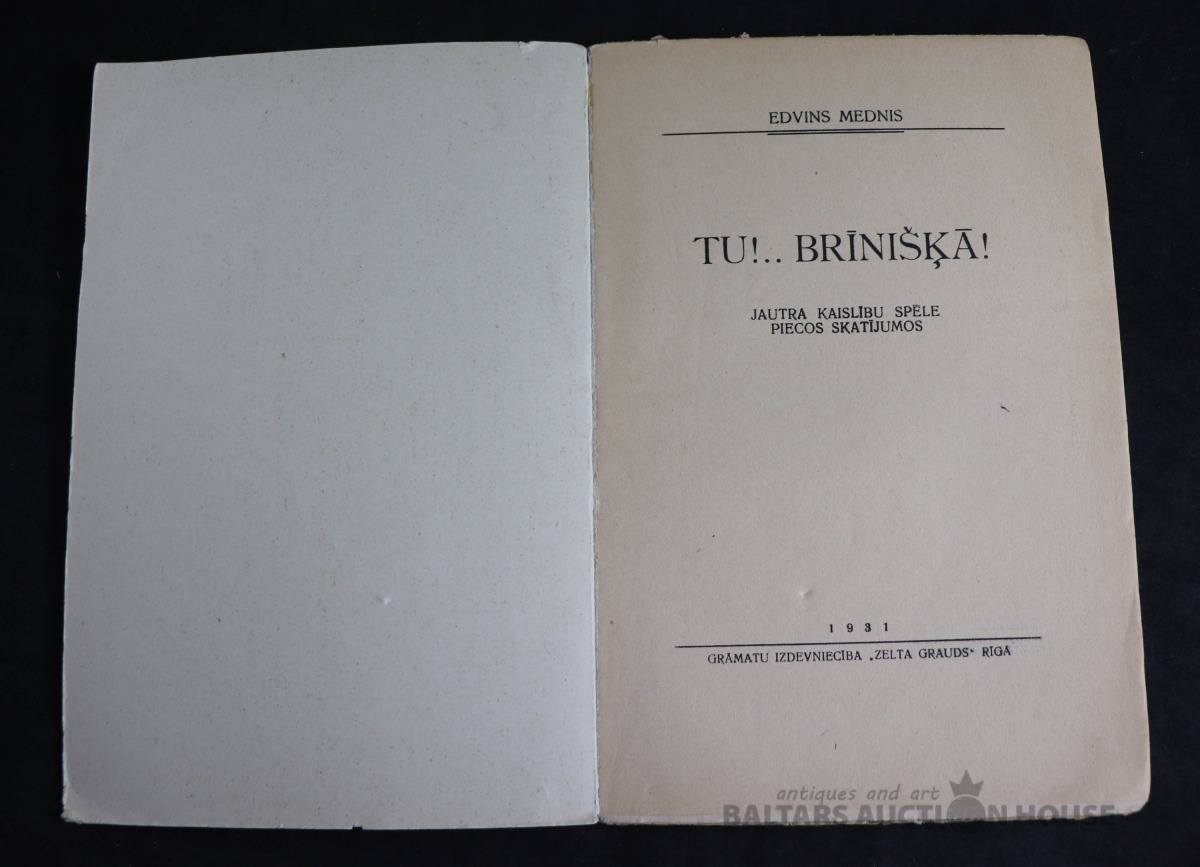 EDVINS MEDNIS
TU!.. BRĪNIŠĶĀ!
JAUTRA KAISLĪBU SPĒLE
PIECOS SKATĪJUMOS
1931
GRĀMATU IZDEVNIECĪBA „ZELTA GRAUDS“ RĪGĀ
antiques and art
BALTARS AUCTION HOUSE